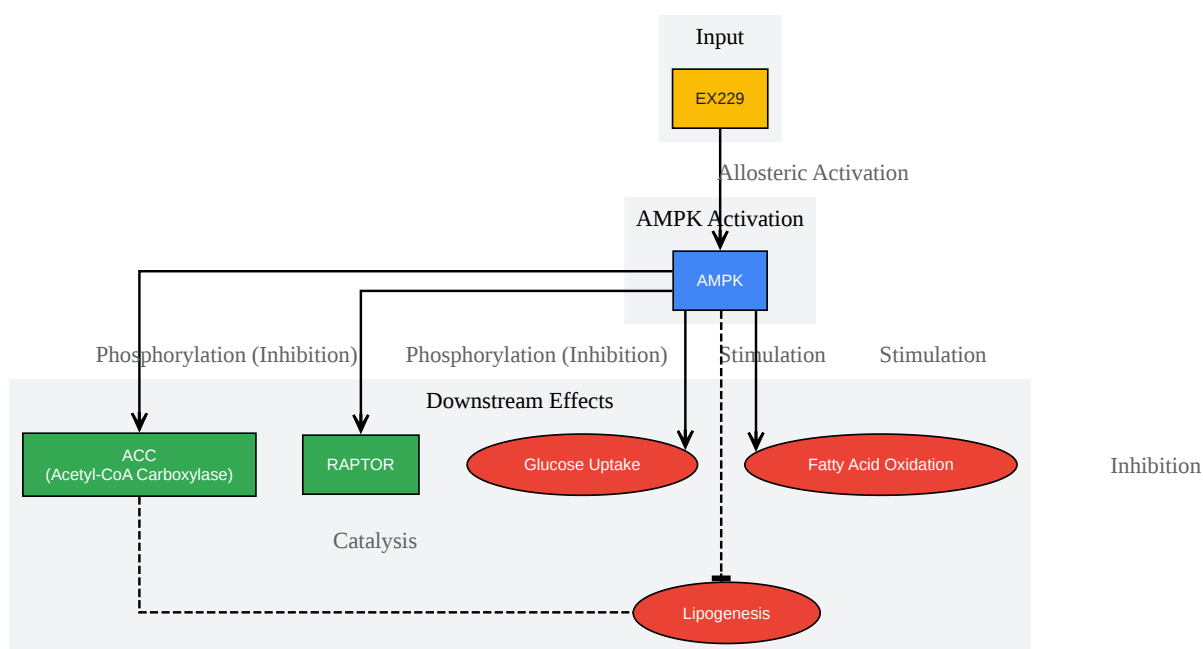 Input
EX229
Allosteric Activation
AMPK Activation
AMPK
Phosphorylation (Inhibition)
Phosphorylation (Inhibition)
Stimulation
Stimulation
Downstream Effects
ACC
(Acetyl-CoA Carboxylase)
RAPTOR
Glucose Uptake
Fatty Acid Oxidation
Inhibition
Catalysis
Lipogenesis